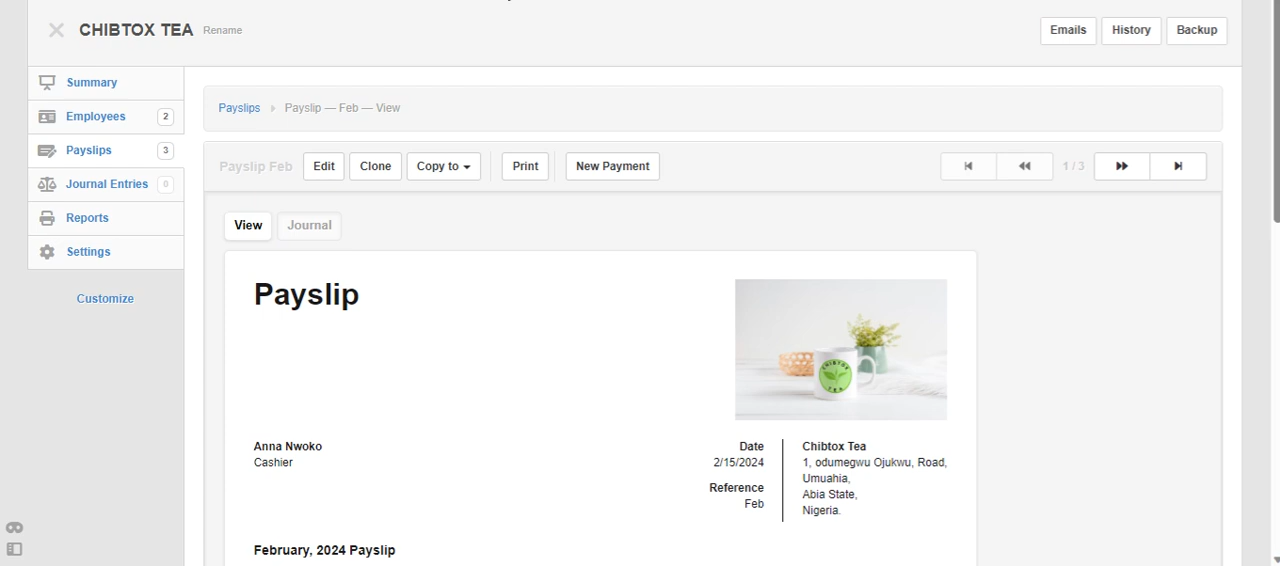 CHIBTOX TEA Rename
Emails History Backup
Summary
Employees 2
Payslips 3
Journal Entries 0
Reports
Settings
Customize
Payslips Payslip — Feb — View
Payslip Feb Edit Clone Copy to Print New Payment 1 / 3
View Journal
Payslip
CHIBTOX
TEA
Anna Nwoko
Cashier
Date
2/15/2024
Reference
Feb
Chibtox Tea
1, odumegwu Ojukwu, Road,
Umuahia,
Abia State,
Nigeria.
February, 2024 Payslip